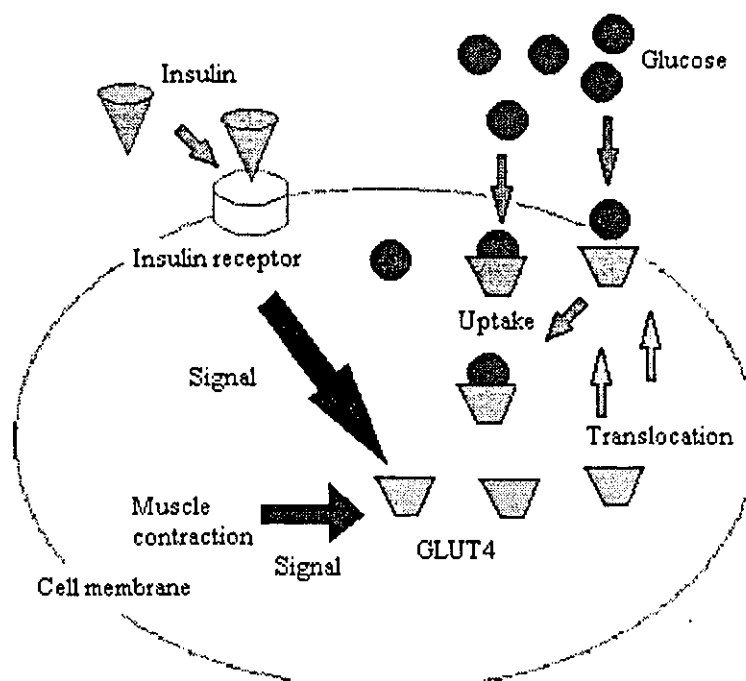 Insulin
Glucose
Insulin receptor
Uptake
Signal
Translocation
Muscle
contraction
GLUT4
Signal
Cell membrane